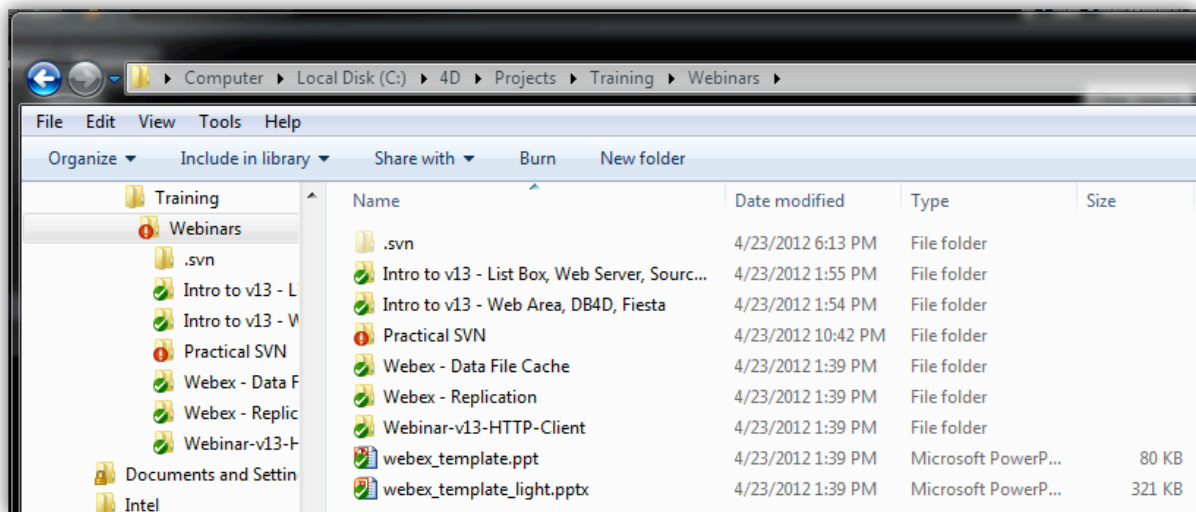 Computer Local Disk (C:) 4D Projects Training Webinars
File Edit View Tools Help
Organize Include in library Share with Burn New folder
Training
Webinars
.svn
Intro to v13 - L
Intro to v13 - W
Practical SVN
Webex - Data F
Webex - Replic
Webinar-v13-H
Documents and Settin
Intel
Name Date modified Type Size
.svn 4/23/2012 6:13 PM File folder
Intro to v13 - List Box, Web Server, Sourc... 4/23/2012 1:55 PM File folder
Intro to v13 - Web Area, DB4D, Fiesta 4/23/2012 1:54 PM File folder
Practical SVN 4/23/2012 10:42 PM File folder
Webex - Data File Cache 4/23/2012 1:39 PM File folder
Webex - Replication 4/23/2012 1:39 PM File folder
Webinar-v13-HTTP-Client 4/23/2012 1:39 PM File folder
webex_template.ppt 4/23/2012 1:39 PM Microsoft PowerP... 80 KB
webex_template_light.pptx 4/23/2012 1:39 PM Microsoft PowerP... 321 KB